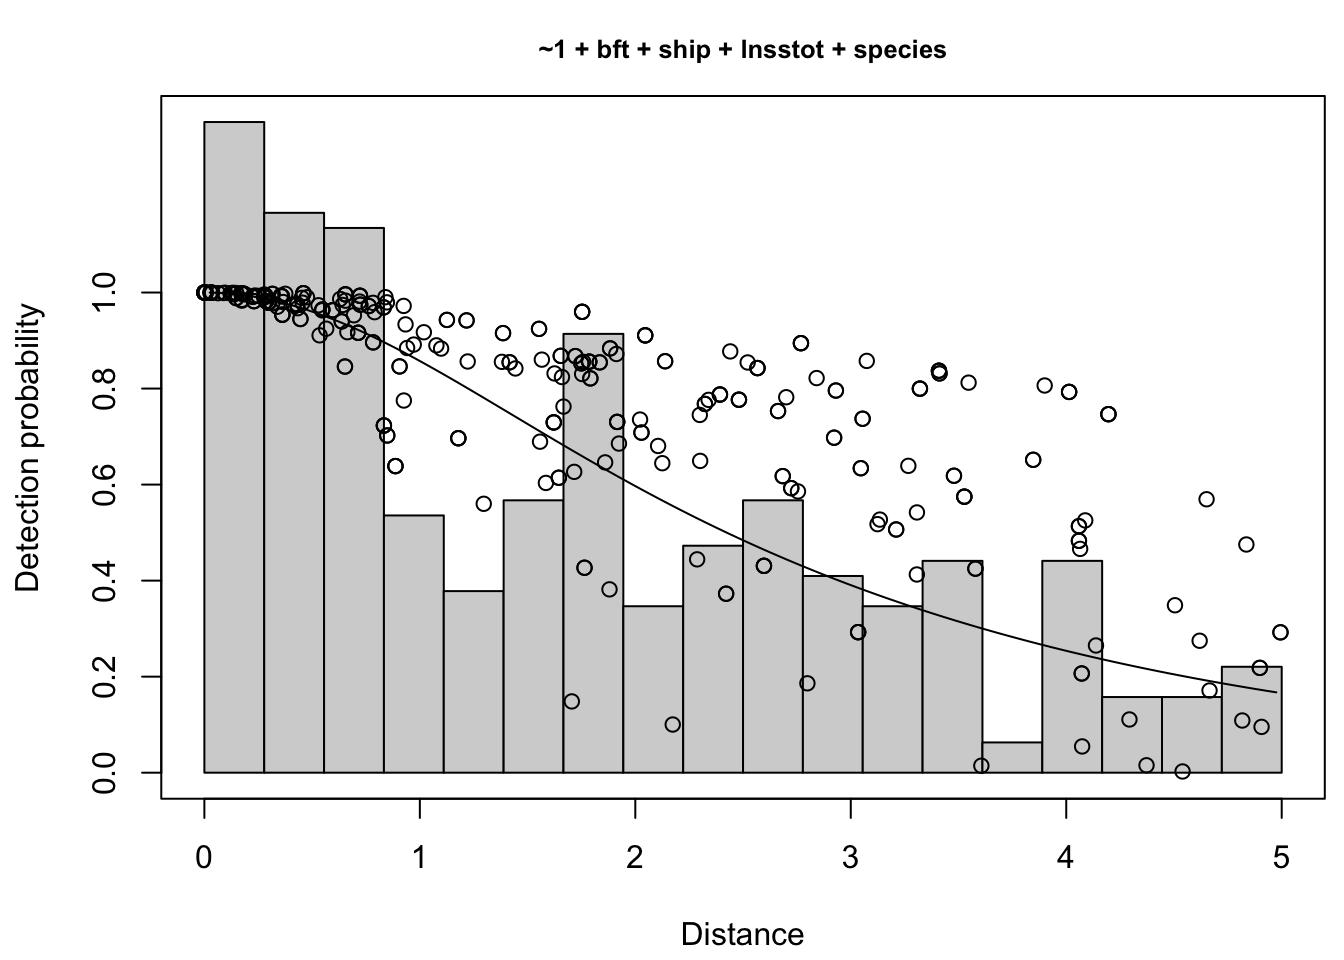 ~1 + bft + ship + lnsstot + species
Detection probability
1.0
0.8
0.6
0.4
0.2
0.0
0 1 2 3 4 5
Distance